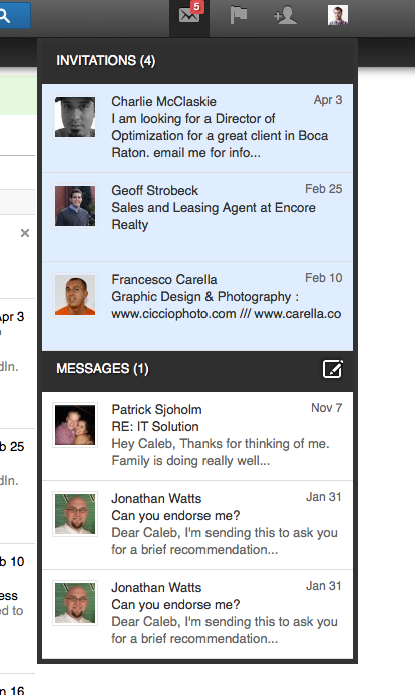 5
INVITATIONS (4)
Charlie McClaskie
Apr 3
I am looking for a Director of
Optimization for a great client in Boca
Raton. email me for info...
Geoff Strobeck
Feb 25
Sales and Leasing Agent at Encore
Realty
Francesco Carella
Feb 10
Graphic Design & Photography :
www.cicciophoto.com /// www.carella.co
MESSAGES (1)
Patrick Sjoholm
Nov 7
RE: IT Solution
Hey Caleb, Thanks for thinking of me.
Family is doing really well...
Jonathan Watts
Jan 31
Can you endorse me?
Dear Caleb, I'm sending this to ask you
for a brief recommendation...
Jonathan Watts
Jan 31
Can you endorse me?
Dear Caleb, I'm sending this to ask you
for a brief recommendation...
Apr 3
dIn.
b 25
dIn.
b 10
ess
ed to
n 16